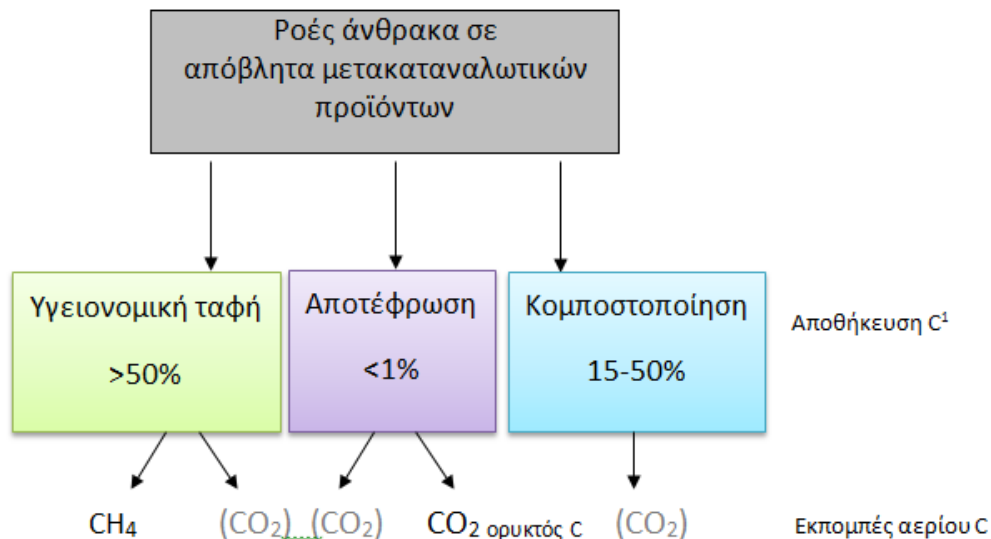 Ροές άνθρακα σε
απόβλητα μετακαταναλωτικών
προϊόντων
Υγειονομική ταφή
>50%
Αποτέφρωση
<1%
Κομποστοποίηση
15-50%
Αποθήκευση C¹
CH₄ (CO₂) (CO₂) CO₂ ορυκτός C (CO₂) Εκπομπές αερίου C